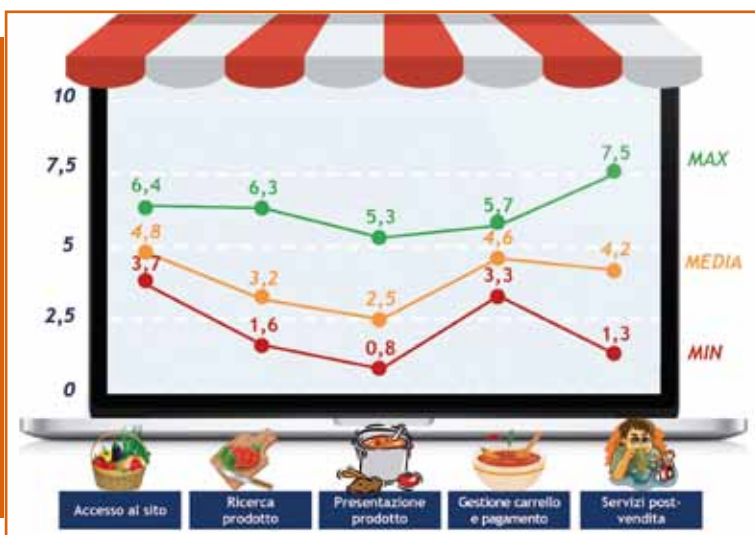 10
7,5
5
2,5
0
6,4
6,3
5,3
5,7
7,5
MAX
4,8
3,2
2,5
4,6
4,2
MEDIA
3,7
1,6
0,8
3,3
1,3
MIN
Accesso al sito
Ricerca
prodotto
Presentazione
prodotto
Gestione carrello
e pagamento
Servizi post-
vendita